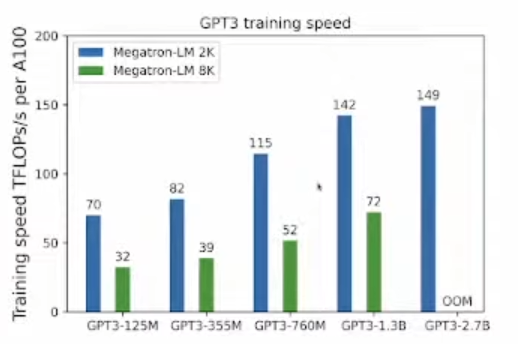 GPT3 training speed
Training speed TFLOPs/s per A100
200
150
100
50
0
Megatron-LM 2K
Megatron-LM 8K
70
32
82
39
115
52
142
72
149
OOM
GPT3-125M
GPT3-355M
GPT3-760M
GPT3-1.3B
GPT3-2.7B